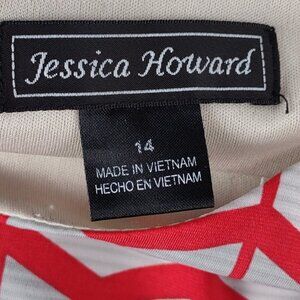 Jessica Howard
14
MADE IN VIETNAM
HECHO EN VIETNAM